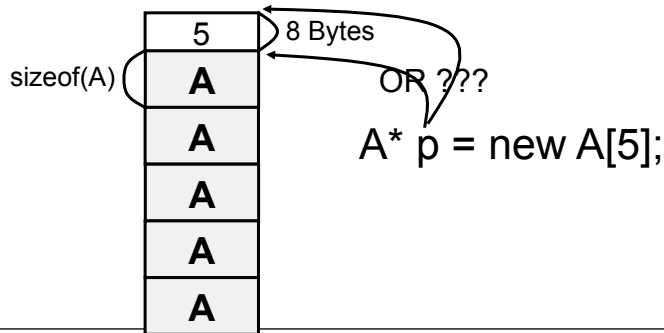 5
8 Bytes
sizeof(A)
A
OR ???
A
A* p = new A[5];
A
A
A